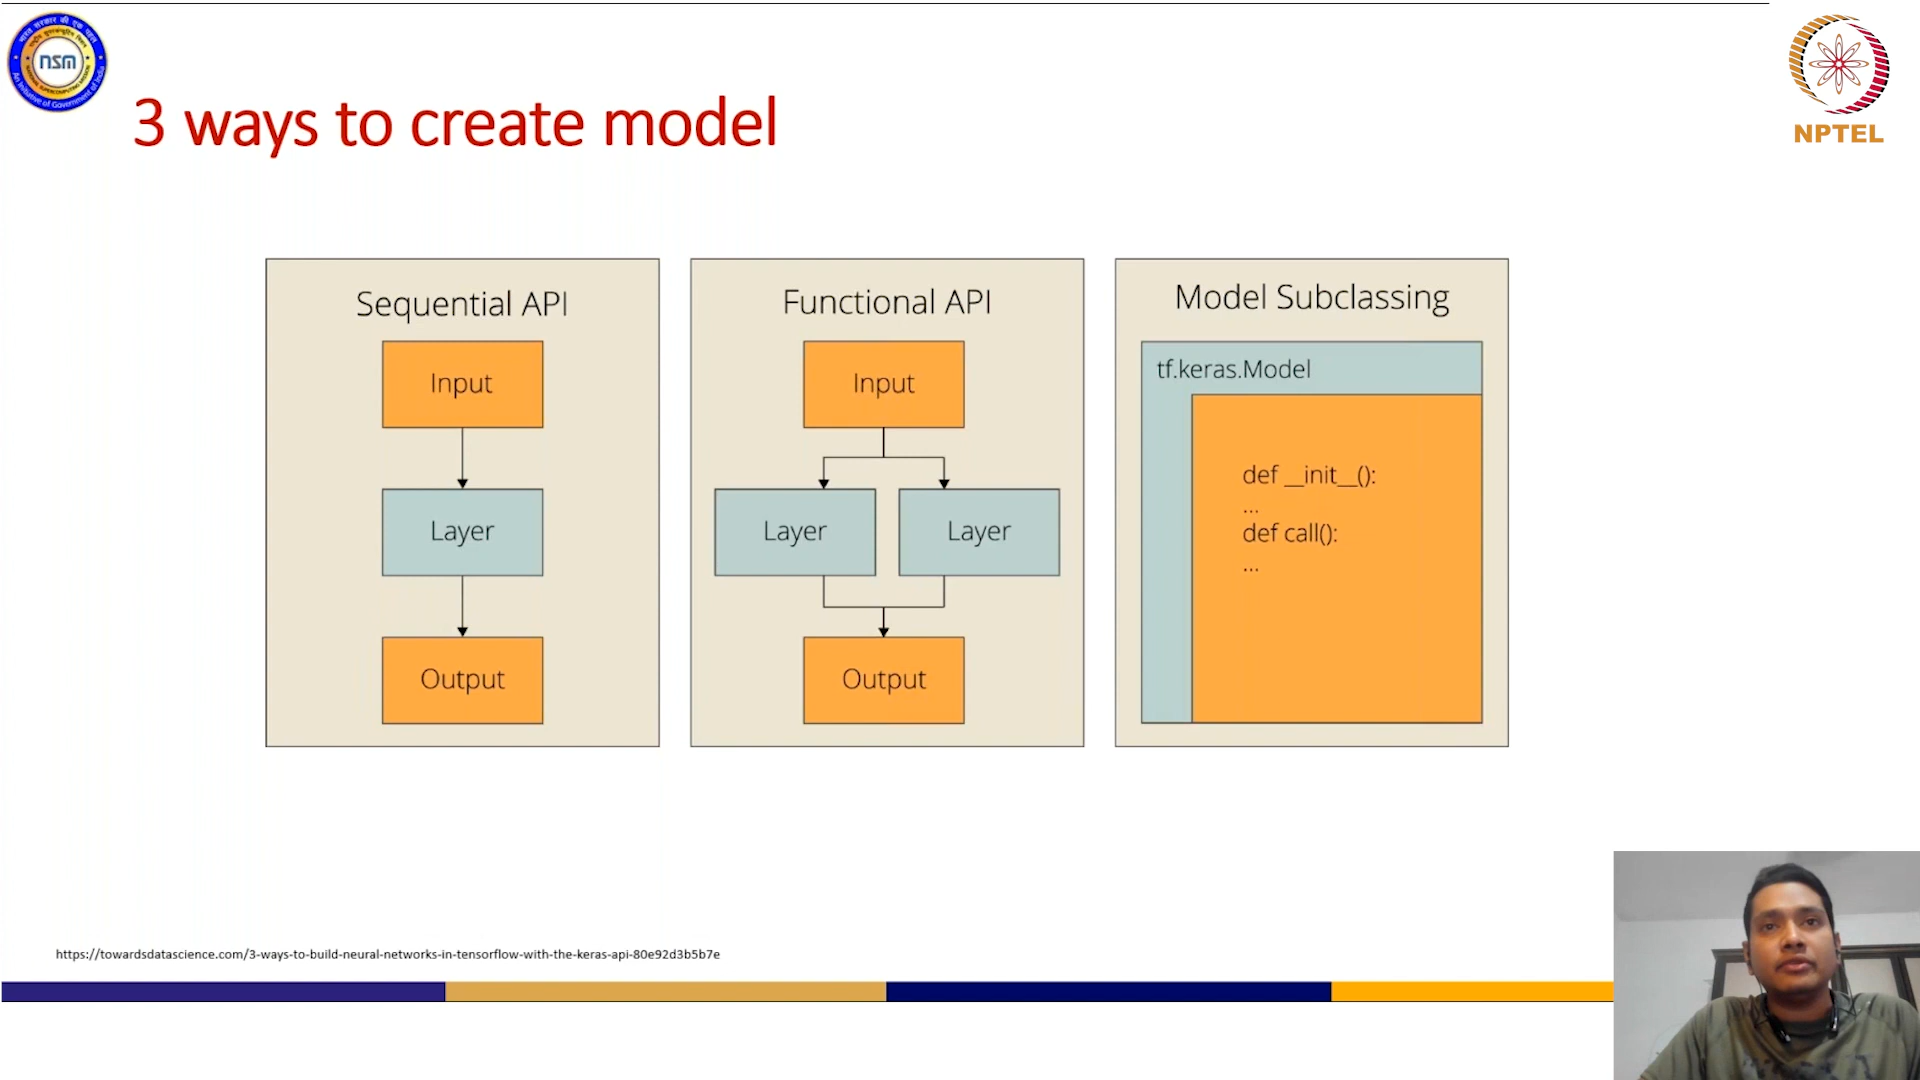 nsm
NPTEL
3 ways to create model
Sequential API
Input
Layer
Output
Functional API
Input
Layer
Layer
Output
Model Subclassing
tf.keras.Model
def __init__():
...
def call():
...
https://towardsdatascience.com/3-ways-to-build-neural-networks-in-tensorflow-with-the-keras-api-80e92d3b5b7e